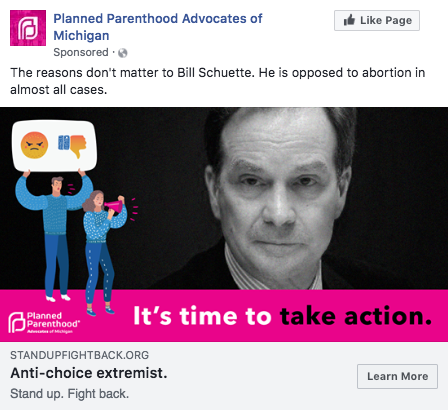 Planned Parenthood Advocates of
Michigan
Like Page
Sponsored ·
The reasons don't matter to Bill Schuette. He is opposed to abortion in
almost all cases.
Planned
Parenthood®
Advocates of Michigan
It's time to take action.
STANDUPFIGHTBACK.ORG
Anti-choice extremist.
Stand up. Fight back.
Learn More